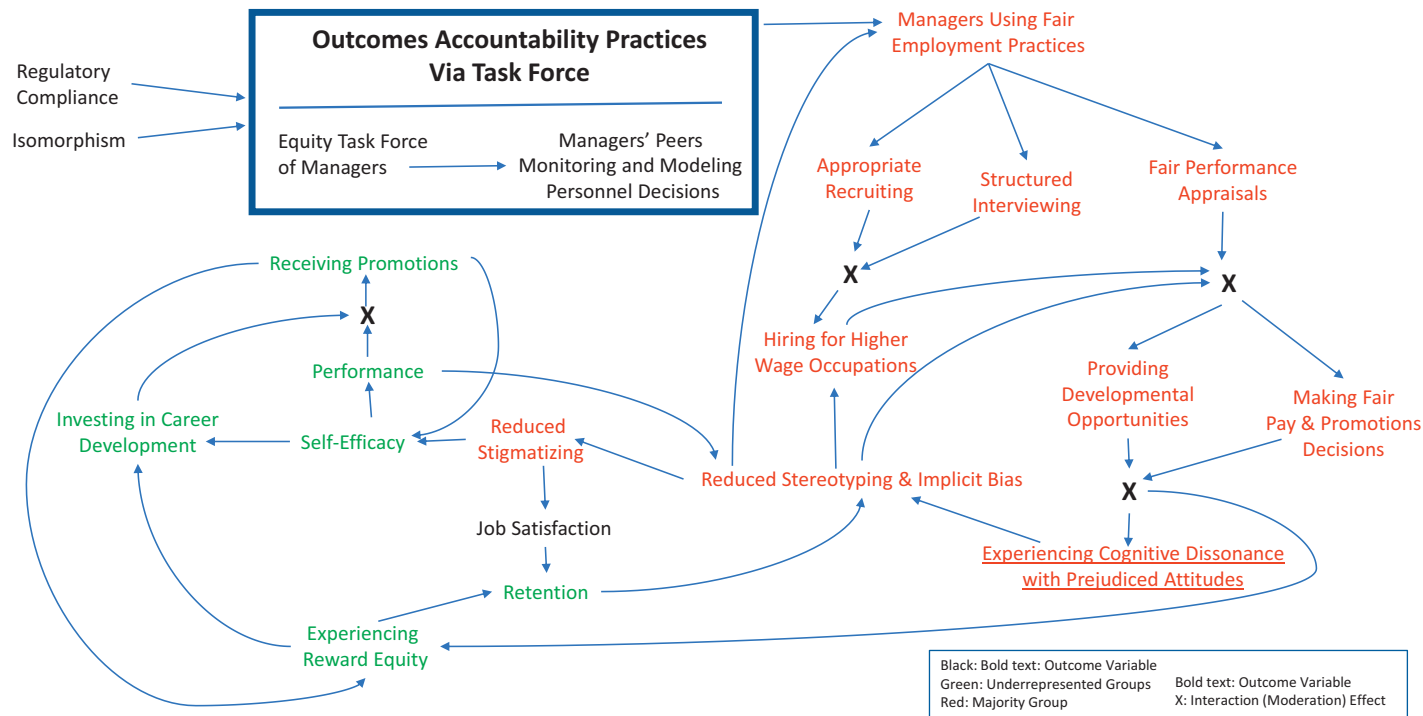 Outcomes Accountability Practices
Via Task Force
Regulatory
Compliance
Isomorphism
Equity Task Force
of Managers
Managers' Peers
Monitoring and Modeling
Personnel Decisions
Managers Using Fair
Employment Practices
Appropriate
Recruiting
Structured
Interviewing
Fair Performance
Appraisals
X
X
Hiring for Higher
Wage Occupations
Providing
Developmental
Opportunities
Making Fair
Pay & Promotions
Decisions
X
Experiencing Cognitive Dissonance
with Prejudiced Attitudes
Reduced Stereotyping & Implicit Bias
Receiving Promotions
X
Performance
Investing in Career
Development
Self-Efficacy
Reduced
Stigmatizing
Job Satisfaction
Retention
Experiencing
Reward Equity
Black: Bold text: Outcome Variable
Green: Underrepresented Groups
Red: Majority Group
Bold text: Outcome Variable
X: Interaction (Moderation) Effect